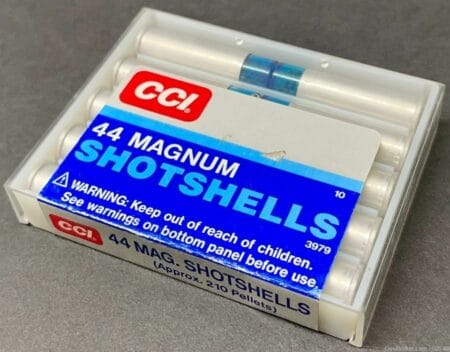 CCI.
44 MAGNUM
SHOTSHELLS
10
3979
⚠ WARNING: Keep out of reach of children.
See warnings on bottom panel before use.
CCI.
44 MAG. SHOTSHELLS
(Approx. 210 Pellets)